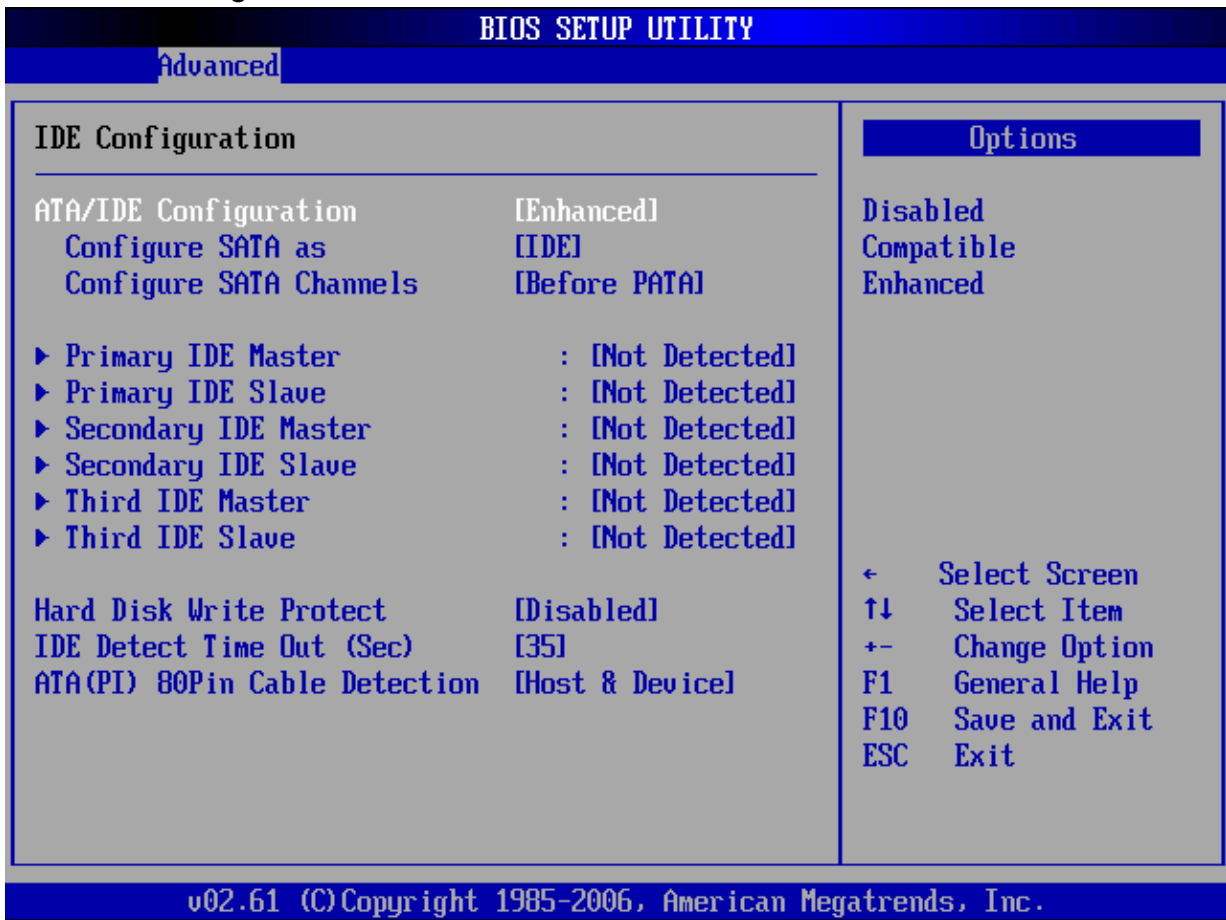 BIOS SETUP UTILITY
Advanced
IDE Configuration
ATA/IDE Configuration [Enhanced]
Configure SATA as [IDE]
Configure SATA Channels [Before PATA]
▶ Primary IDE Master : [Not Detected]
▶ Primary IDE Slave : [Not Detected]
▶ Secondary IDE Master : [Not Detected]
▶ Secondary IDE Slave : [Not Detected]
▶ Third IDE Master : [Not Detected]
▶ Third IDE Slave : [Not Detected]
Hard Disk Write Protect [Disabled]
IDE Detect Time Out (Sec) [35]
ATA(PI) 80Pin Cable Detection [Host & Device]
Options
Disabled
Compatible
Enhanced
← Select Screen
↑↓ Select Item
+- Change Option
F1 General Help
F10 Save and Exit
ESC Exit
v02.61 (C)Copyright 1985-2006, American Megatrends, Inc.